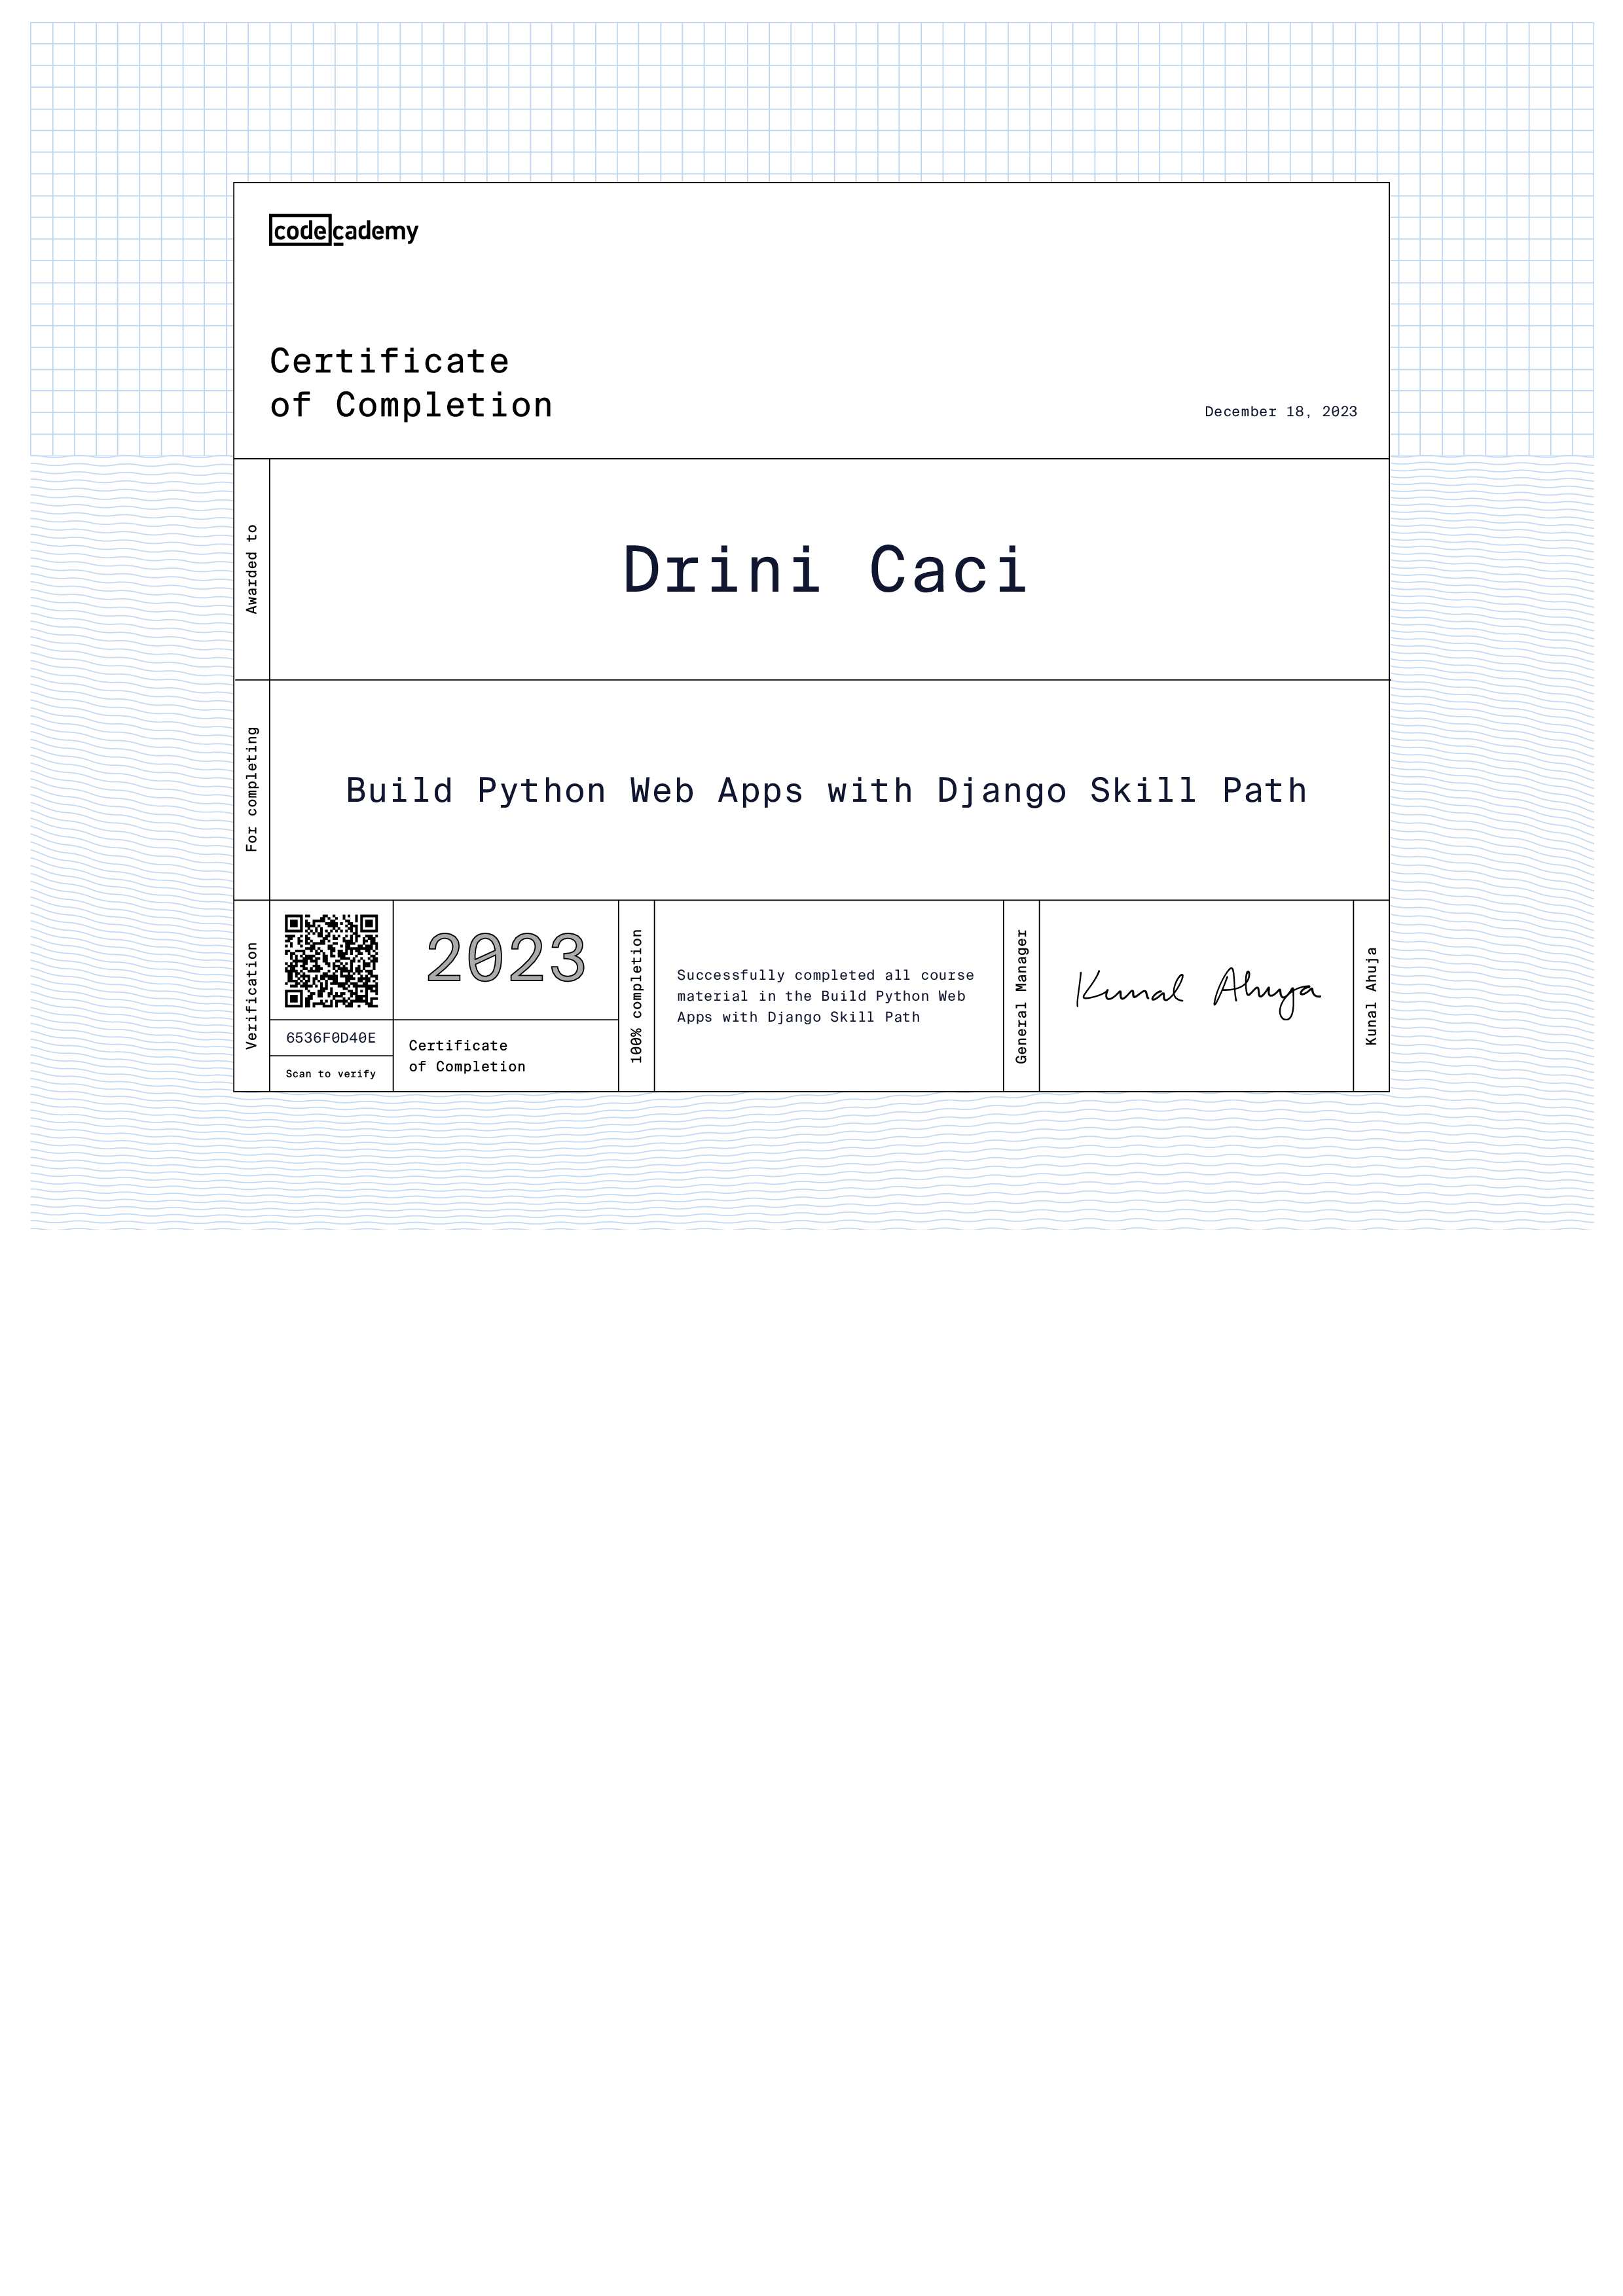 codecademy
Certificate
of Completion
December 18, 2023
Awarded to
Drini Caci
For completing
Build Python Web Apps with Django Skill Path
Verification
6536F0D40E
Scan to verify
2023
Certificate
of Completion
100% completion
Successfully completed all course
material in the Build Python Web
Apps with Django Skill Path
General Manager
Kunal Ahuja
Kunal Ahuja